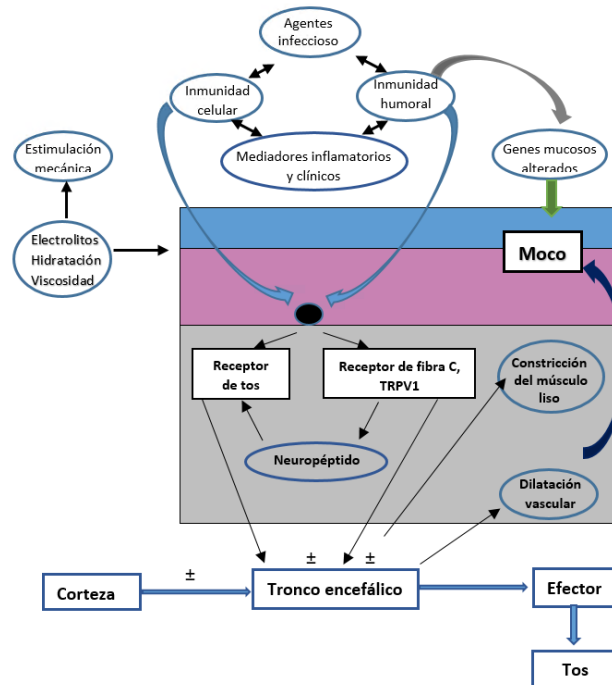 Agentes
infeccioso
Inmunidad
celular
Inmunidad
humoral
Mediadores inflamatorios
y clínicos
Estimulación
mecánica
Genes mucosos
alterados
Electrolitos
Hidratación
Viscosidad
Moco
Receptor
de tos
Receptor de fibra C,
TRPV1
Constricción
del músculo
liso
Neuropéptido
Dilatación
vascular
±
±
±
Corteza
Tronco encefálico
Efector
Tos